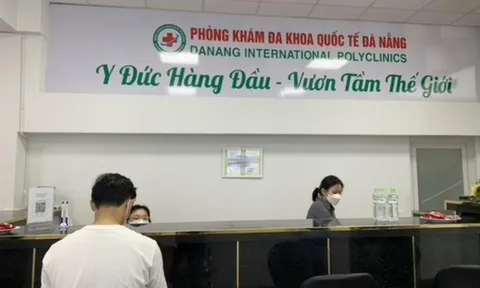 PHÒNG KHÁM ĐA KHOA QUỐC TẾ ĐÀ NẴNG
DANANG INTERNATIONAL POLYCLINICS
Y Đức Hàng Đầu - Vươn Tầm Thế Giới